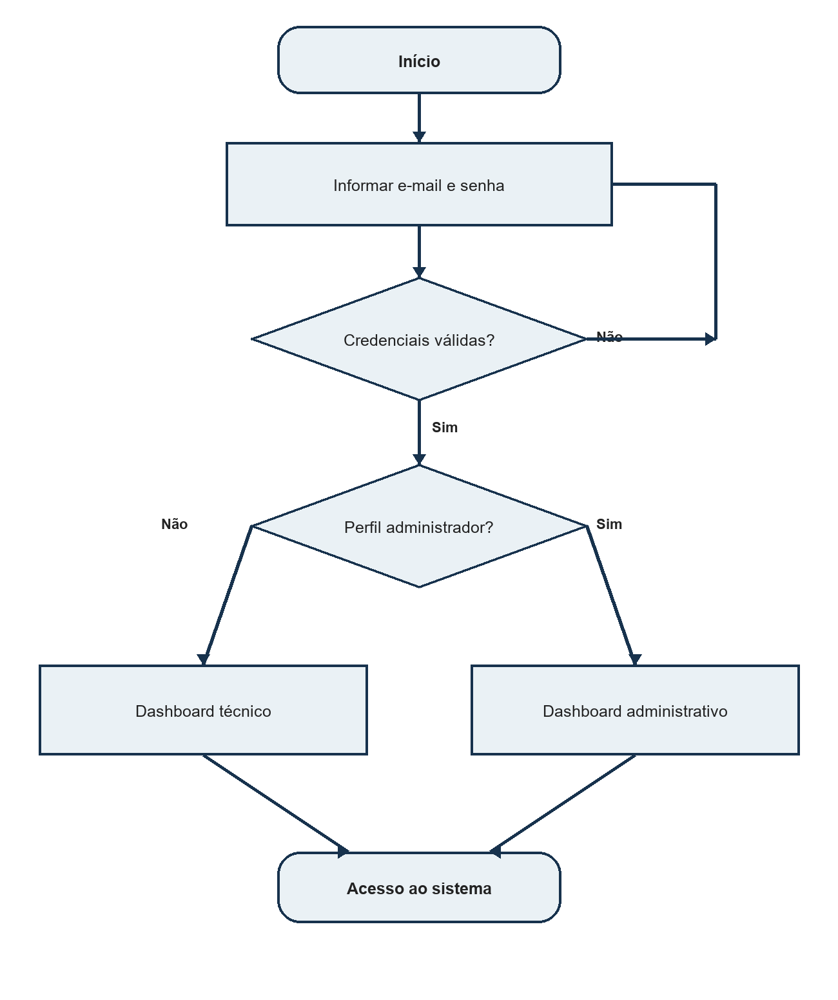 Início
Informar e-mail e senha
Credenciais válidas?
Não
Sim
Perfil administrador?
Não
Sim
Dashboard técnico
Dashboard administrativo
Acesso ao sistema